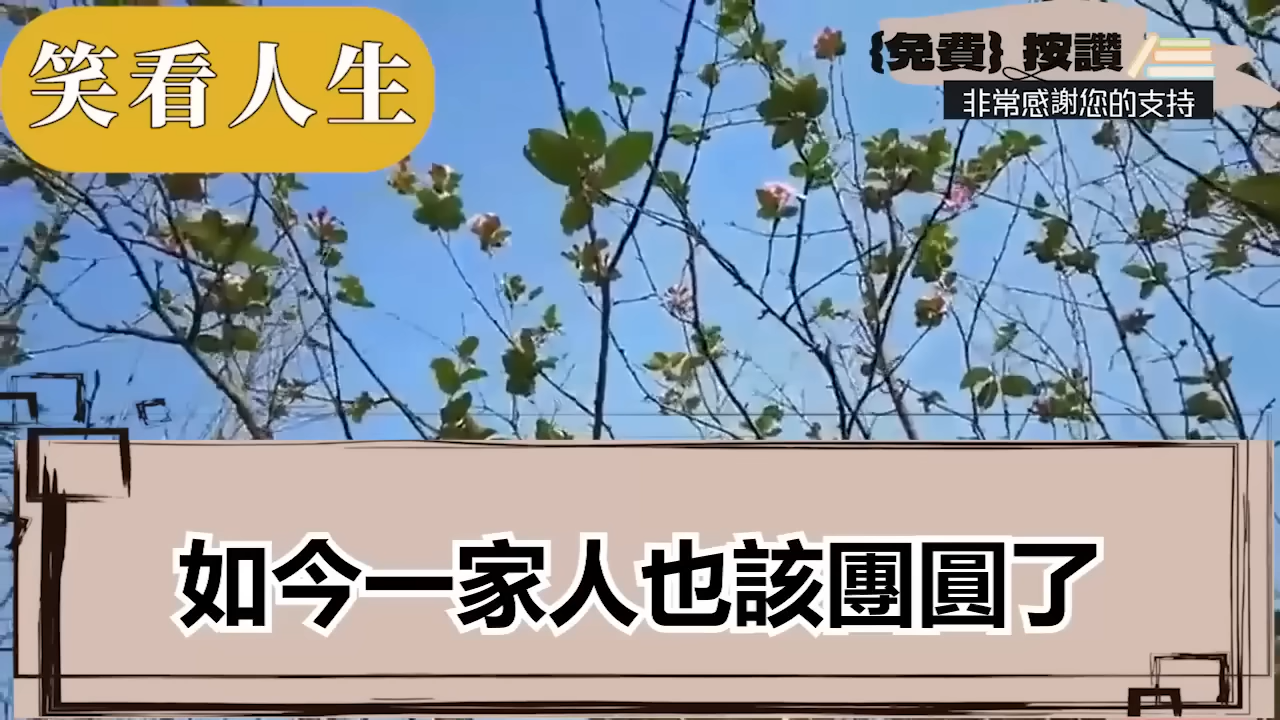 笑看人生
{免費} 按讚
非常感謝您的支持
如今一家人也該團圓了